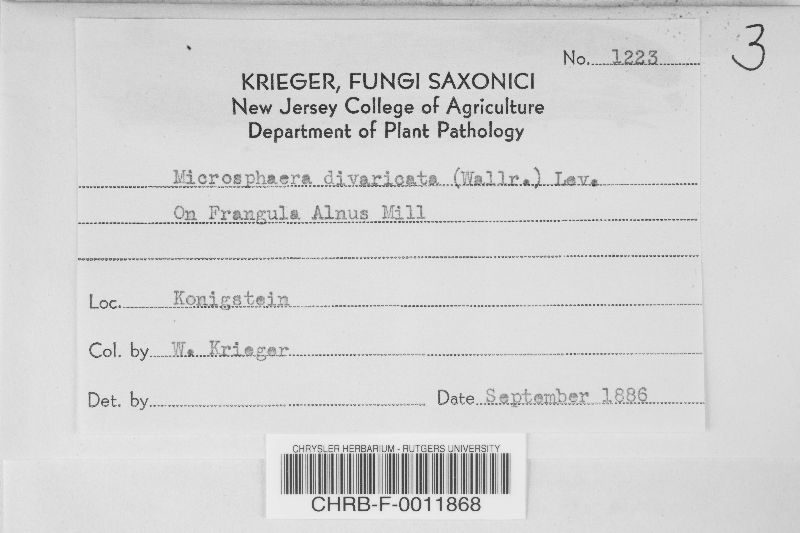 No. 1223
3
KRIEGER, FUNGI SAXONICI
New Jersey College of Agriculture
Department of Plant Pathology
Microsphaera divaricata (Wallr.) Lev.
On Frangula Alnus Mill
Loc. Konigstein
Col. by W. Krieger
Det. by
Date September 1886
CHRYSLER HERBARIUM - RUTGERS UNIVERSITY
CHRB-F-0011868